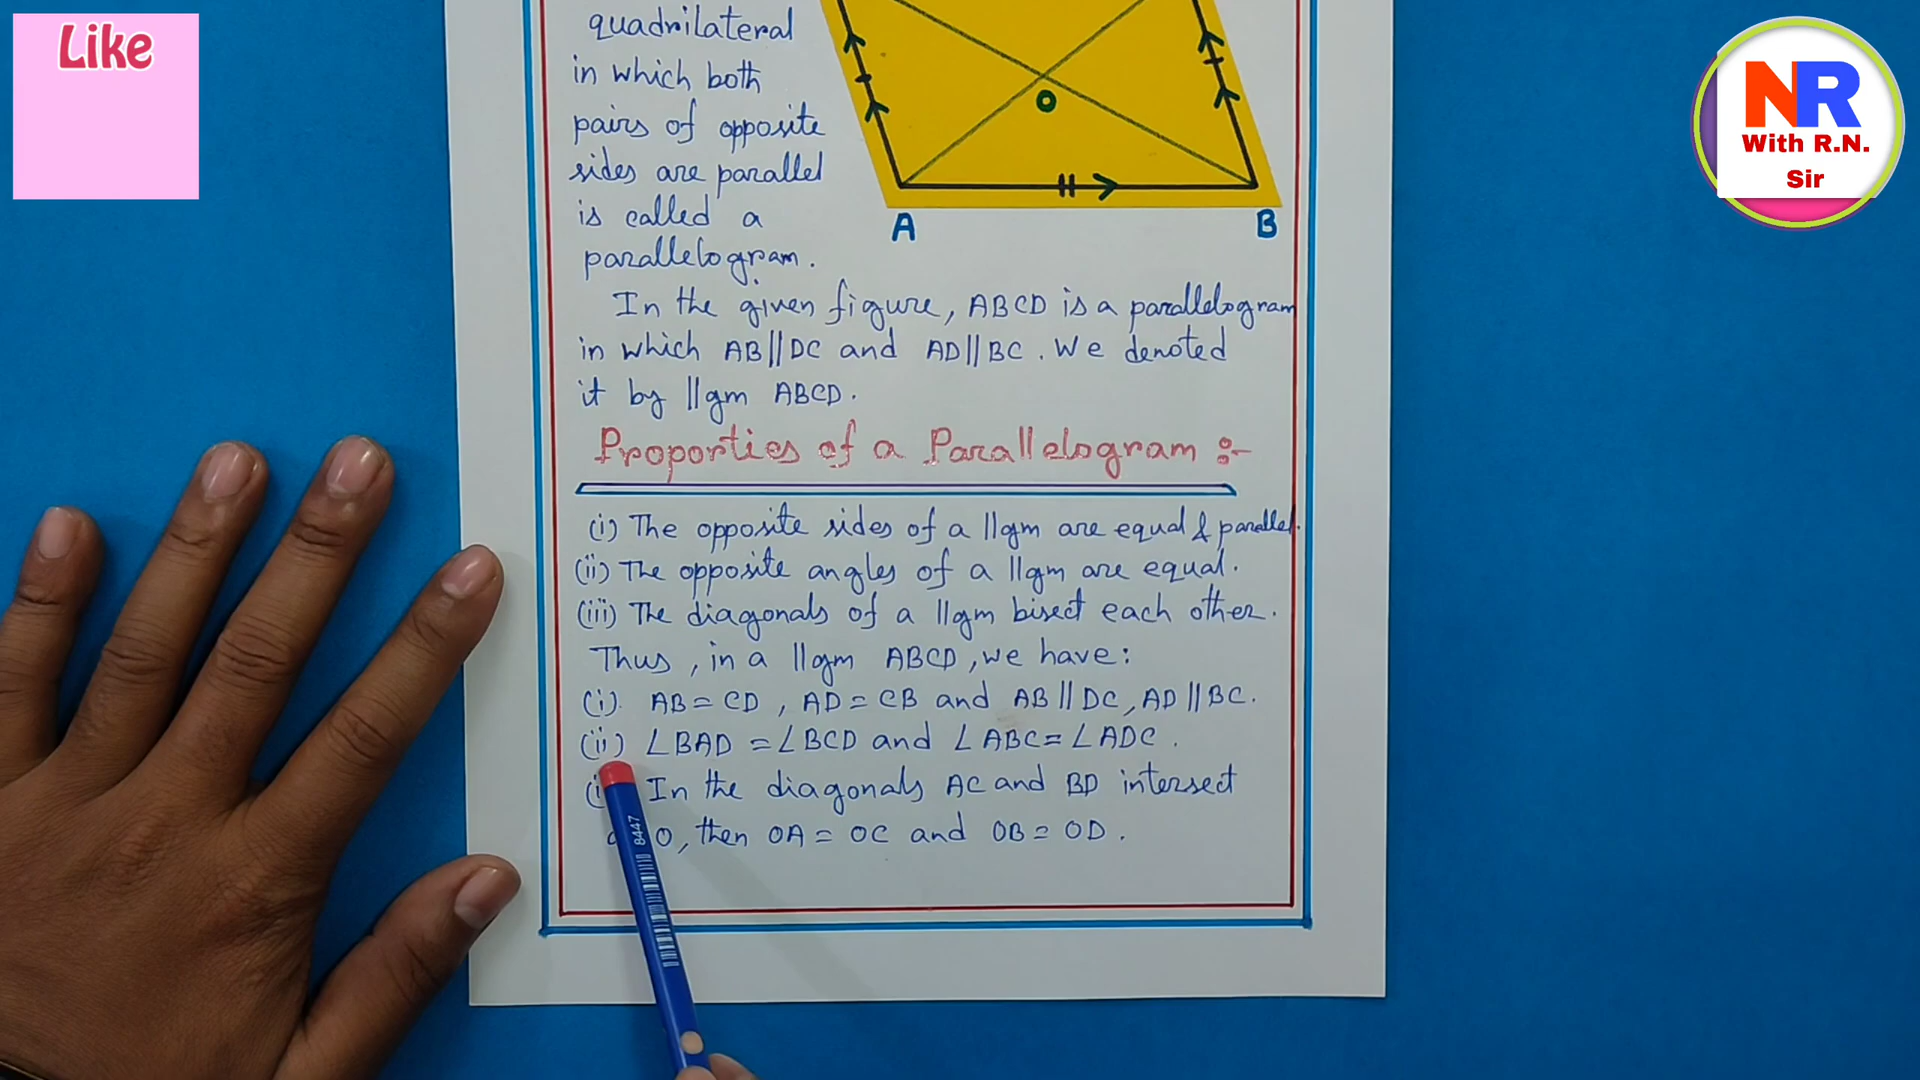 Like
quadrilateral
in which both
pairs of opposite
sides are parallel
is called a
parallelogram.
O
A
B
In the given figure, ABCD is a parallelogram
in which AB||DC and AD||BC. We denoted
it by ||gm ABCD.
Properties of a Parallelogram :-
(i) The opposite sides of a ||gm are equal & parallel.
(ii) The opposite angles of a ||gm are equal.
(iii) The diagonals of a ||gm bisect each other.
Thus, in a ||gm ABCD, we have:
(i). AB = CD, AD = CB and AB || DC, AD || BC.
(ii) ∠BAD = ∠BCD and ∠ABC = ∠ADC.
In the diagonals AC and BD intersect
O, then OA = OC and OB = OD.
8447
NR
With R.N.
Sir